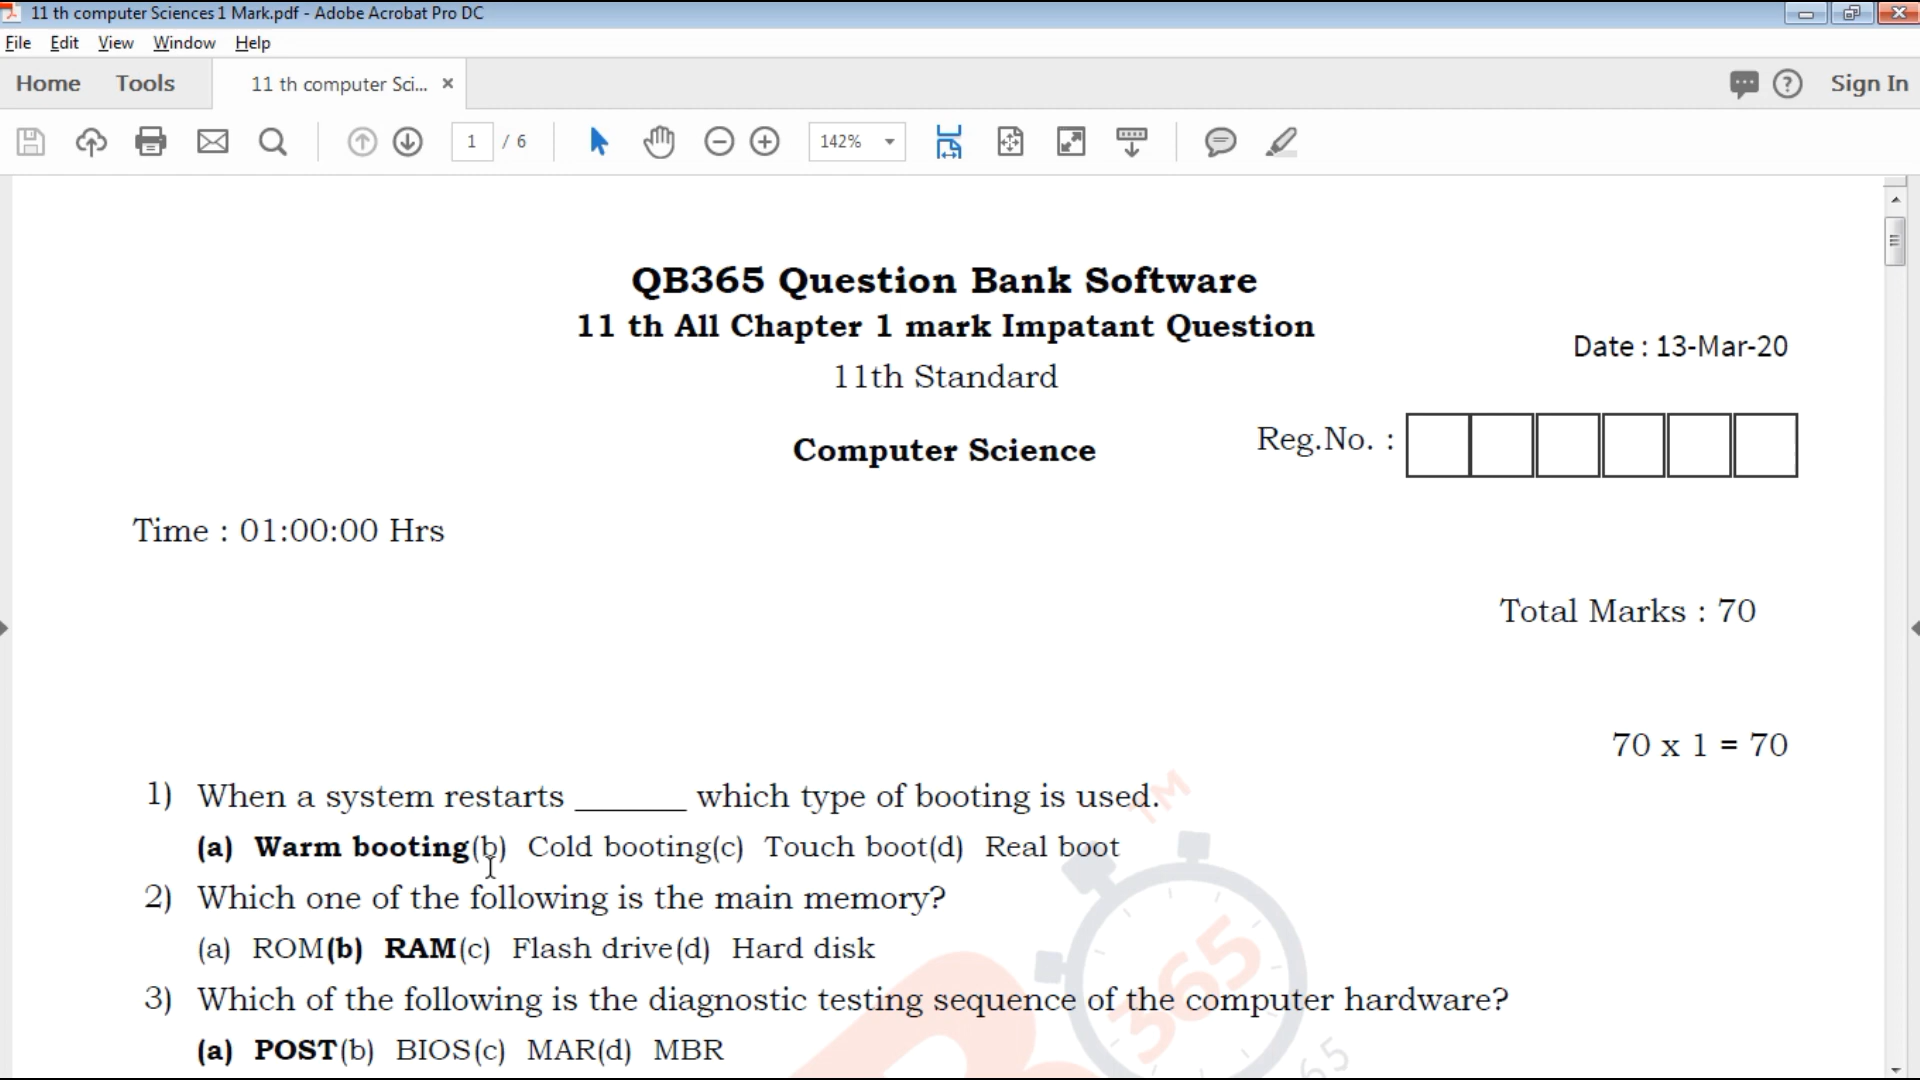 11 th computer Sciences 1 Mark.pdf - Adobe Acrobat Pro DC
File Edit View Window Help
Home Tools 11 th computer Sci... × Sign In
1 / 6 142%
QB365 Question Bank Software
11 th All Chapter 1 mark Impatant Question
Date : 13-Mar-20
11th Standard
Reg.No. :
Computer Science
Time : 01:00:00 Hrs
Total Marks : 70
70 x 1 = 70
1) When a system restarts ______ which type of booting is used.
(a) Warm booting(b) Cold booting(c) Touch boot(d) Real boot
2) Which one of the following is the main memory?
(a) ROM(b) RAM(c) Flash drive(d) Hard disk
3) Which of the following is the diagnostic testing sequence of the computer hardware?
(a) POST(b) BIOS(c) MAR(d) MBR
TM
365